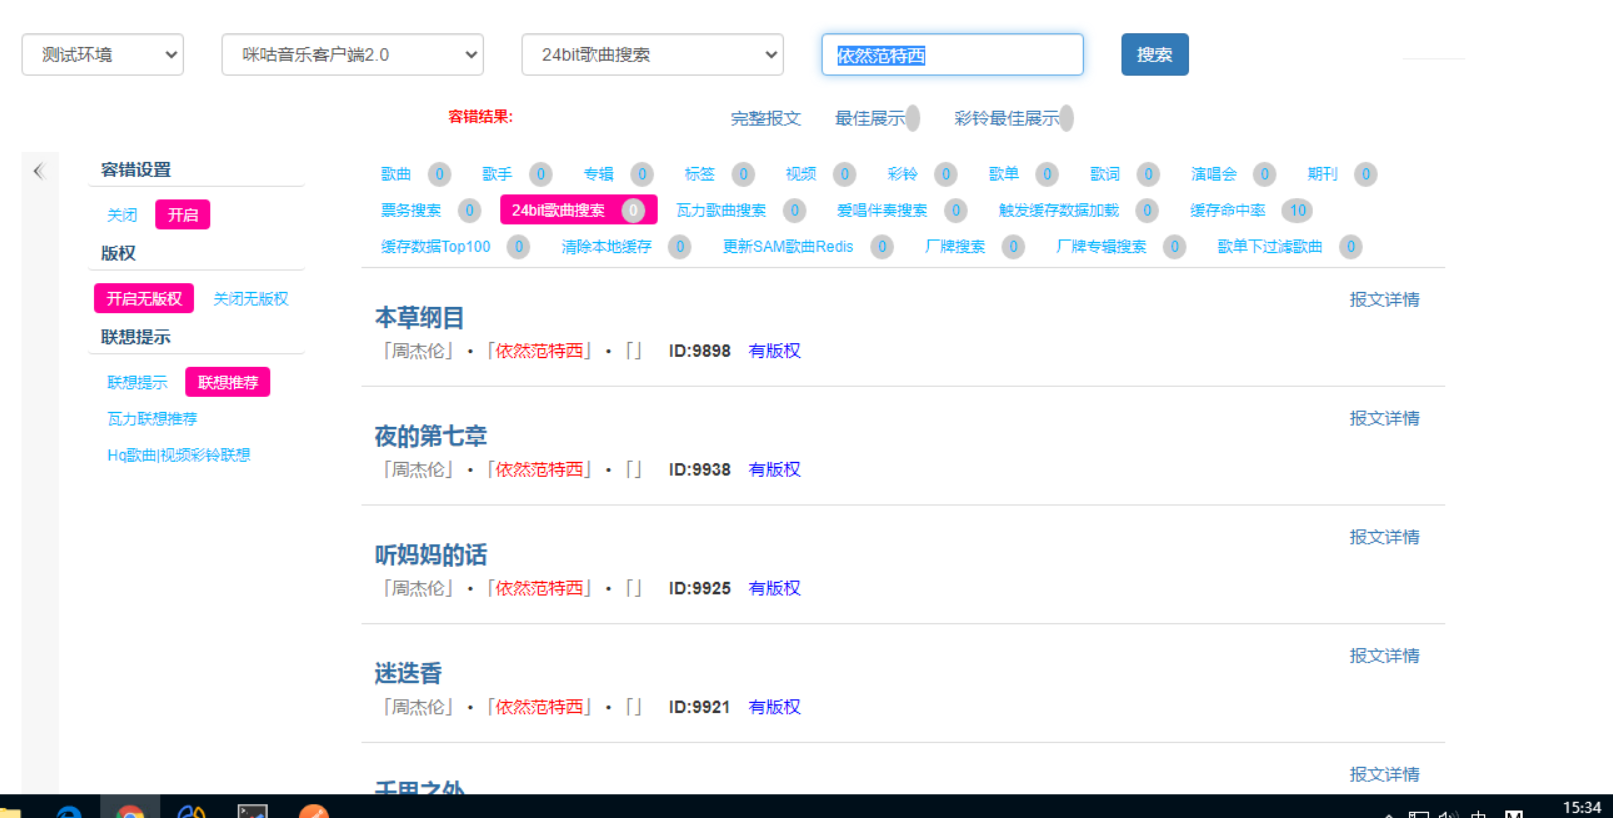 测试环境 咪咕音乐客户端2.0 24bit歌曲搜索 依然范特西 搜索
容错结果: 完整报文 最佳展示 彩铃最佳展示
容错设置
关闭 开启
版权
开启无版权 关闭无版权
联想提示
联想提示 联想推荐
瓦力联想推荐
Hq歌曲|视频彩铃联想
歌曲 0 歌手 0 专辑 0 标签 0 视频 0 彩铃 0 歌单 0 歌词 0 演唱会 0 期刊 0
票务搜索 0 24bit歌曲搜索 0 瓦力歌曲搜索 0 爱唱伴奏搜索 0 触发缓存数据加载 0 缓存命中率 10
缓存数据Top100 0 清除本地缓存 0 更新SAM歌曲Redis 0 厂牌搜索 0 厂牌专辑搜索 0 歌单下过滤歌曲 0
报文详情
本草纲目
「周杰伦」 • 「依然范特西」 • 「」 ID:9898 有版权
报文详情
夜的第七章
「周杰伦」 • 「依然范特西」 • 「」 ID:9938 有版权
报文详情
听妈妈的话
「周杰伦」 • 「依然范特西」 • 「」 ID:9925 有版权
报文详情
迷迭香
「周杰伦」 • 「依然范特西」 • 「」 ID:9921 有版权
报文详情
千里之外
中 M 15:34